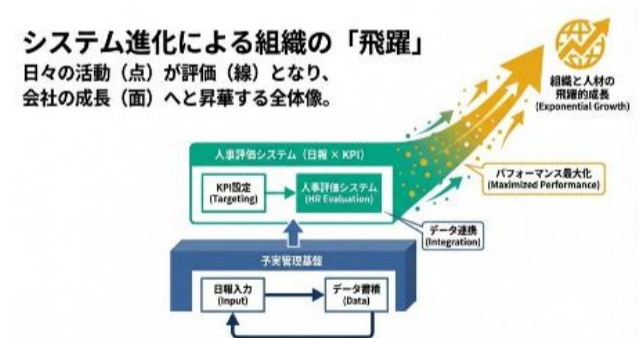 システム進化による組織の「飛躍」
日々の活動（点）が評価（線）となり、
会社の成長（面）へと昇華する全体像。
組織と人材の
飛躍的成長
(Exponential Growth)
人事評価システム（日報 × KPI）
KPI設定
(Targeting)
人事評価システム
(HR Evaluation)
パフォーマンス最大化
(Maximized Performance)
データ連携
(Integration)
予実管理基盤
日報入力
(Input)
データ蓄積
(Data)